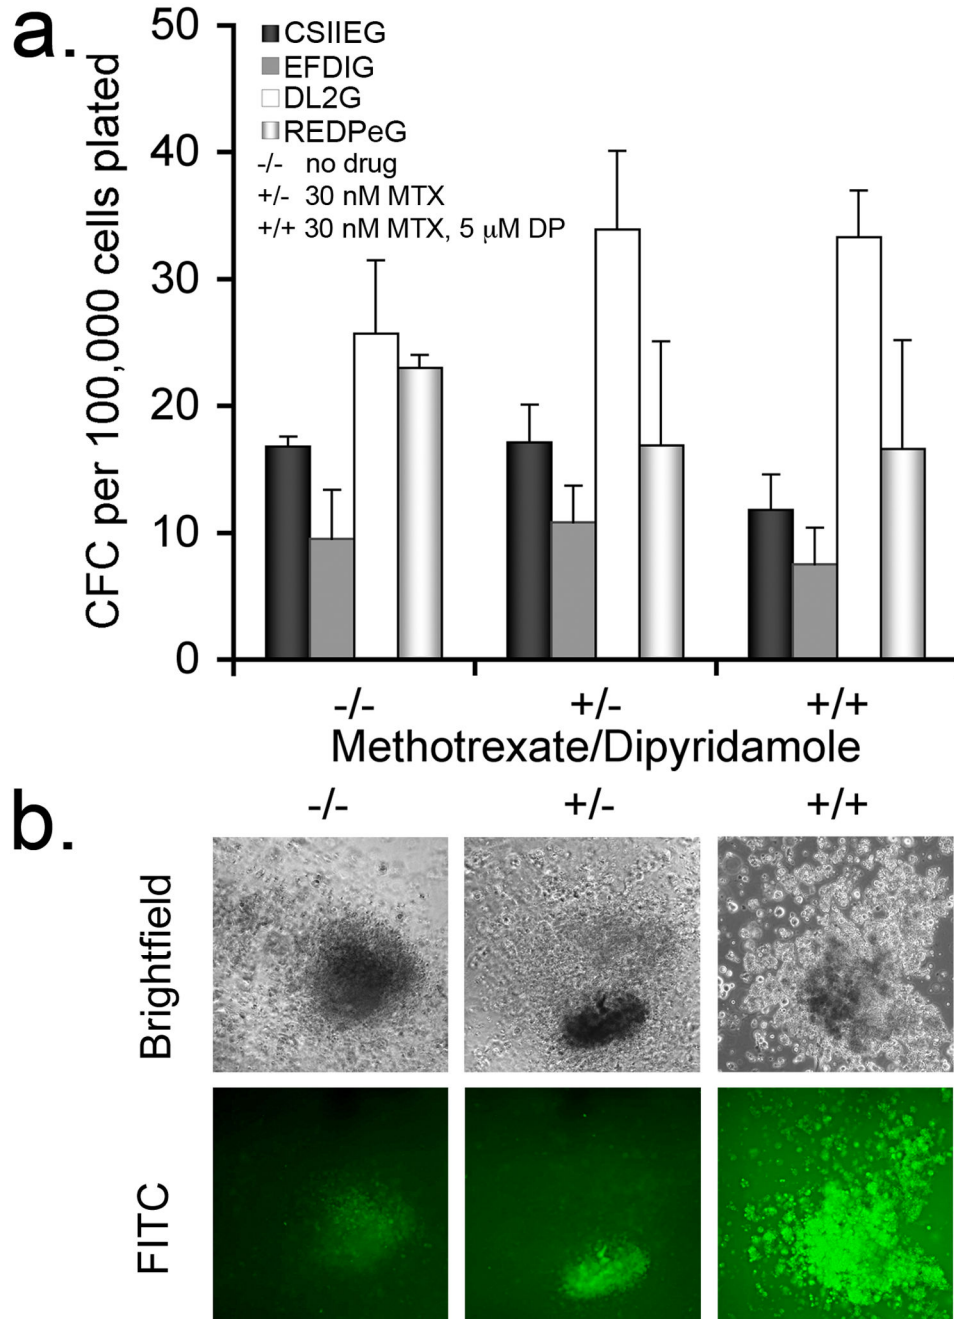 a.
CFC per 100,000 cells plated
50
40
30
20
10
0
CSIIEG
EFDIG
DL2G
REDPeG
-/- no drug
+/- 30 nM MTX
+/+ 30 nM MTX, 5 μM DP
-/- +/- +/+
Methotrexate/Dipyridamole
b.
-/- +/- +/+
Brightfield
FITC